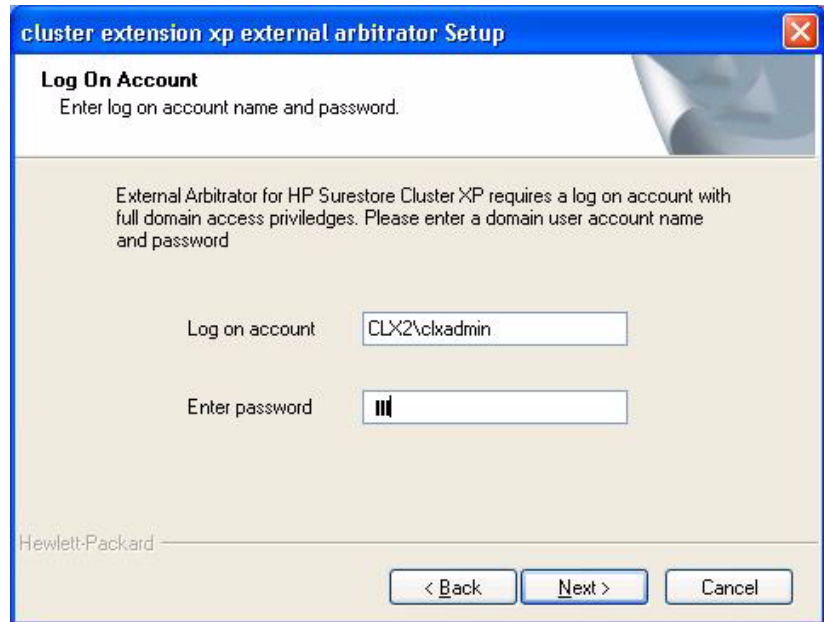 cluster extension xp external arbitrator Setup
Log On Account
Enter log on account name and password.
External Arbitrator for HP Surestore Cluster XP requires a log on account with
full domain access priviledges. Please enter a domain user account name
and password
Log on account CLX2\clxadmin
Enter password
Hewlett-Packard
< Back Next > Cancel